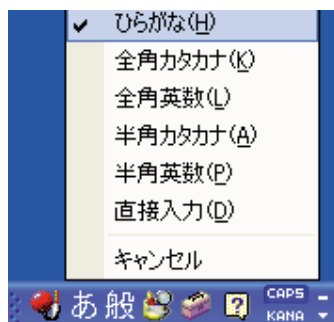 ひらがな(H)
全角カタカナ(K)
全角英数(L)
半角カタカナ(A)
半角英数(P)
直接入力(D)
キャンセル
あ 般 ? CAPS
KANA